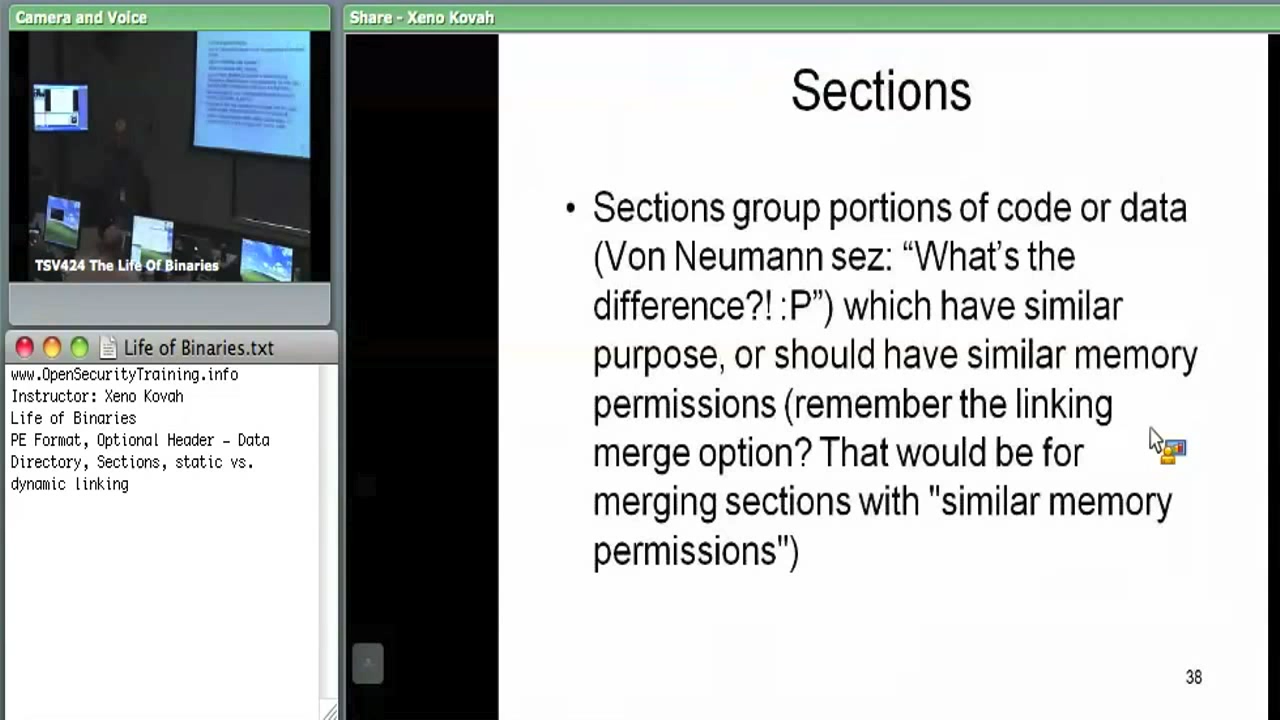 Camera and Voice
TSV424 The Life Of Binaries
Life of Binaries.txt
www.OpenSecurityTraining.info
Instructor: Xeno Kovah
Life of Binaries
PE Format, Optional Header – Data
Directory, Sections, static vs.
dynamic linking
Share - Xeno Kovah
Sections
• Sections group portions of code or data
(Von Neumann sez: “What’s the
difference?! :P”) which have similar
purpose, or should have similar memory
permissions (remember the linking
merge option? That would be for
merging sections with "similar memory
permissions")
38